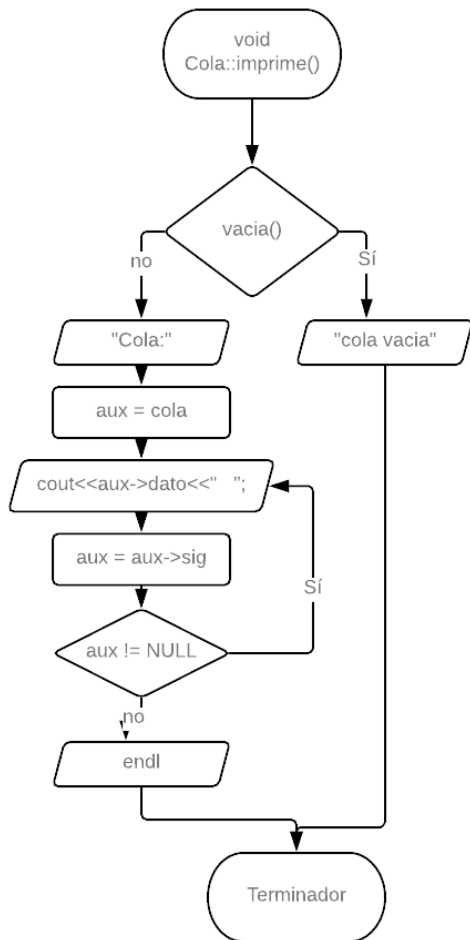 void
Cola::imprime()
vacia()
no
Sí
"Cola:"
"cola vacia"
aux = cola
cout<<aux->dato<<"   ";
aux = aux->sig
Sí
aux != NULL
no
endl
Terminador